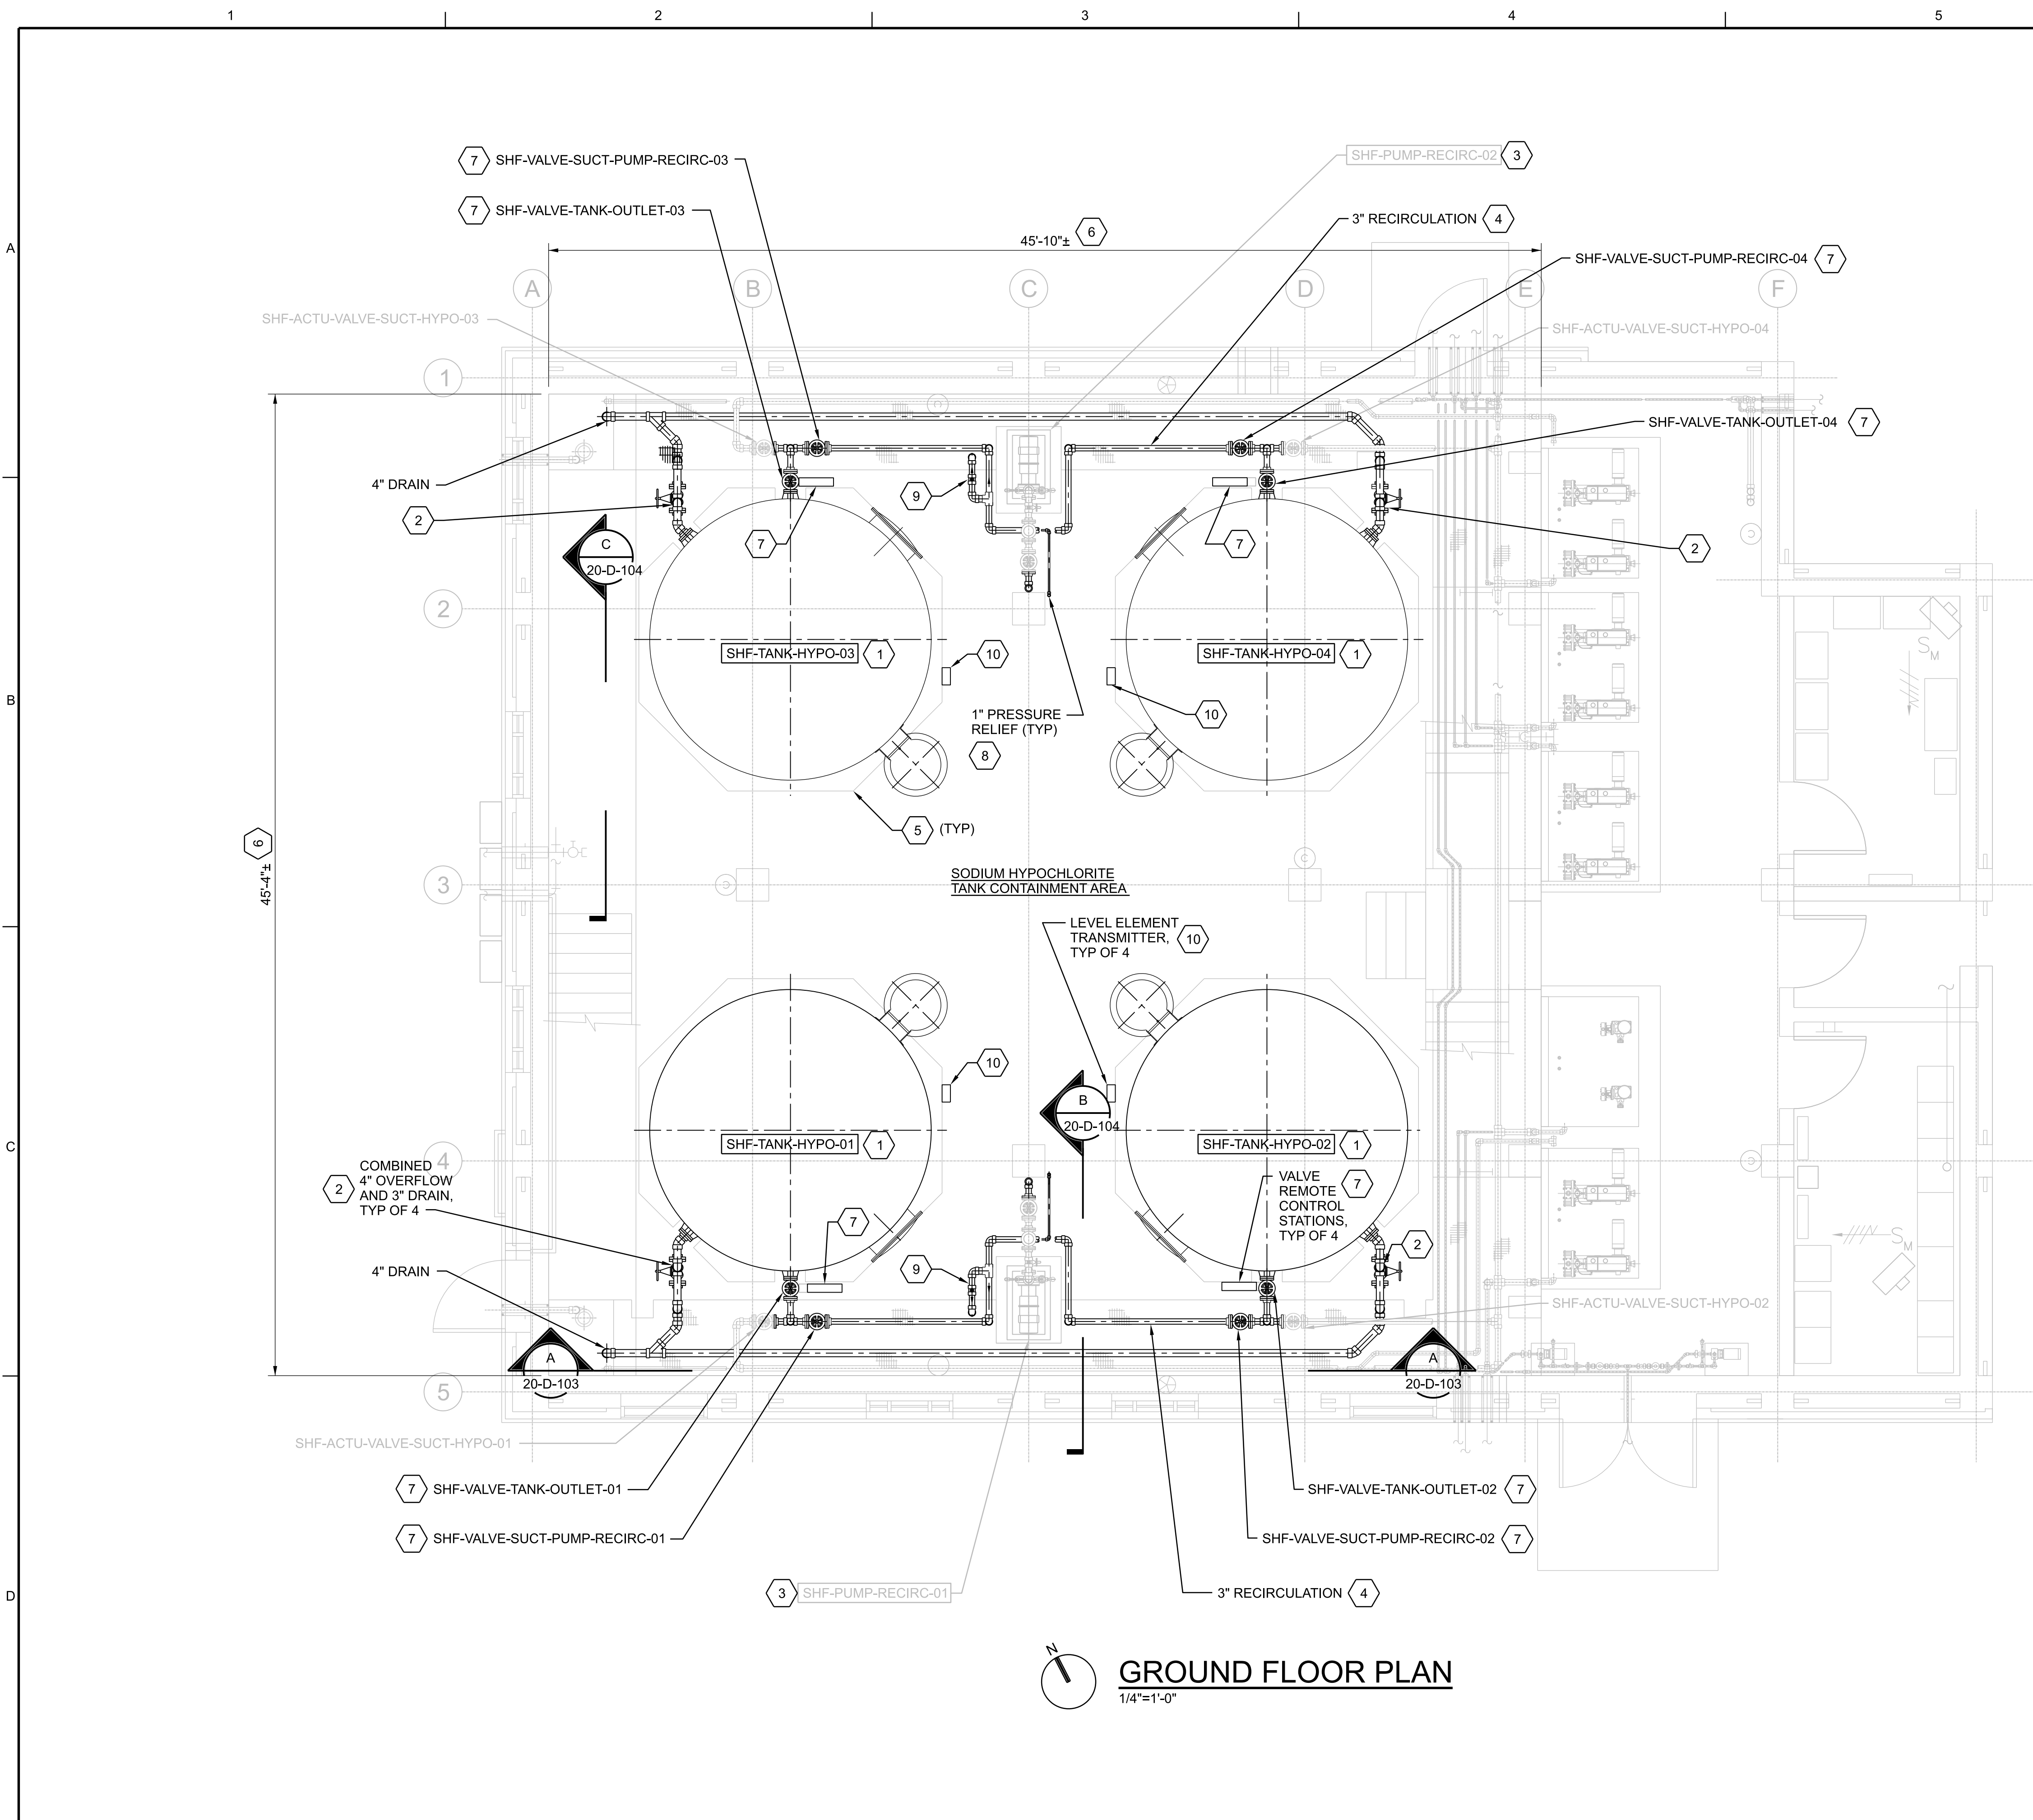 1
2
3
4
5
A
B
C
D
7 SHF-VALVE-SUCT-PUMP-RECIRC-03
SHF-PUMP-RECIRC-02 3
7 SHF-VALVE-TANK-OUTLET-03
3" RECIRCULATION 4
45'-10"± 6
SHF-VALVE-SUCT-PUMP-RECIRC-04 7
A
B
C
D
E
F
SHF-ACTU-VALVE-SUCT-HYPO-03
SHF-ACTU-VALVE-SUCT-HYPO-04
1
SHF-VALVE-TANK-OUTLET-04 7
4" DRAIN
9
2
7
7
2
C
20-D-104
2
SHF-TANK-HYPO-03 1
10
SHF-TANK-HYPO-04 1
SM
1" PRESSURE
RELIEF (TYP)
8
10
5 (TYP)
45'-4"± 6
C
C
C
C
3
SODIUM HYPOCHLORITE
TANK CONTAINMENT AREA
LEVEL ELEMENT
TRANSMITTER,
TYP OF 4
10
10
B
20-D-104
SHF-TANK-HYPO-01 1
SHF-TANK-HYPO-02 1
4
C
2 COMBINED
4" OVERFLOW
AND 3" DRAIN,
TYP OF 4
VALVE
REMOTE
CONTROL
STATIONS,
TYP OF 4
7
7
2
SM
4" DRAIN
9
SHF-ACTU-VALVE-SUCT-HYPO-02
A
20-D-103
A
20-D-103
5
SHF-ACTU-VALVE-SUCT-HYPO-01
7 SHF-VALVE-TANK-OUTLET-01
SHF-VALVE-TANK-OUTLET-02 7
7 SHF-VALVE-SUCT-PUMP-RECIRC-01
SHF-VALVE-SUCT-PUMP-RECIRC-02 7
3 SHF-PUMP-RECIRC-01
3" RECIRCULATION 4
N
GROUND FLOOR PLAN
1/4"=1'-0"